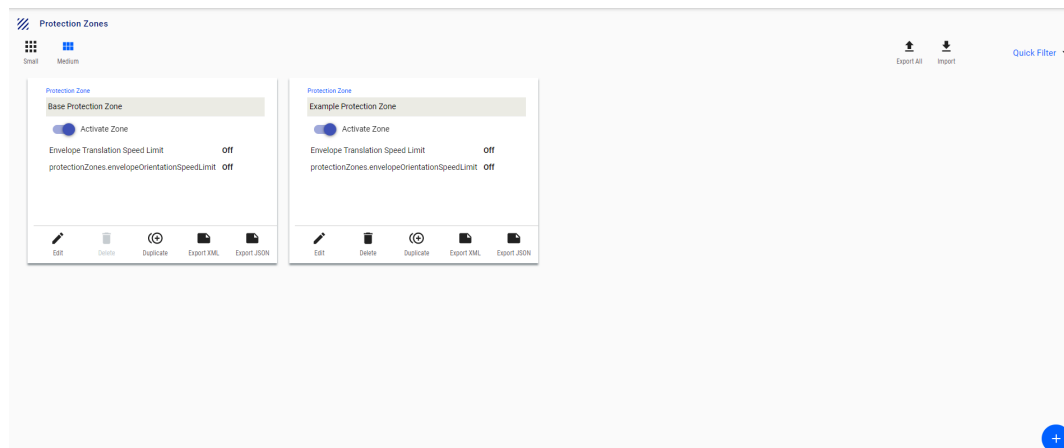 Protection Zones
Small Medium Export All Import Quick Filter
Protection Zone
Base Protection Zone
Activate Zone
Envelope Translation Speed Limit Off
protectionZones.envelopeOrientationSpeedLimit Off
Edit Delete Duplicate Export XML Export JSON
Protection Zone
Example Protection Zone
Activate Zone
Envelope Translation Speed Limit Off
protectionZones.envelopeOrientationSpeedLimit Off
Edit Delete Duplicate Export XML Export JSON